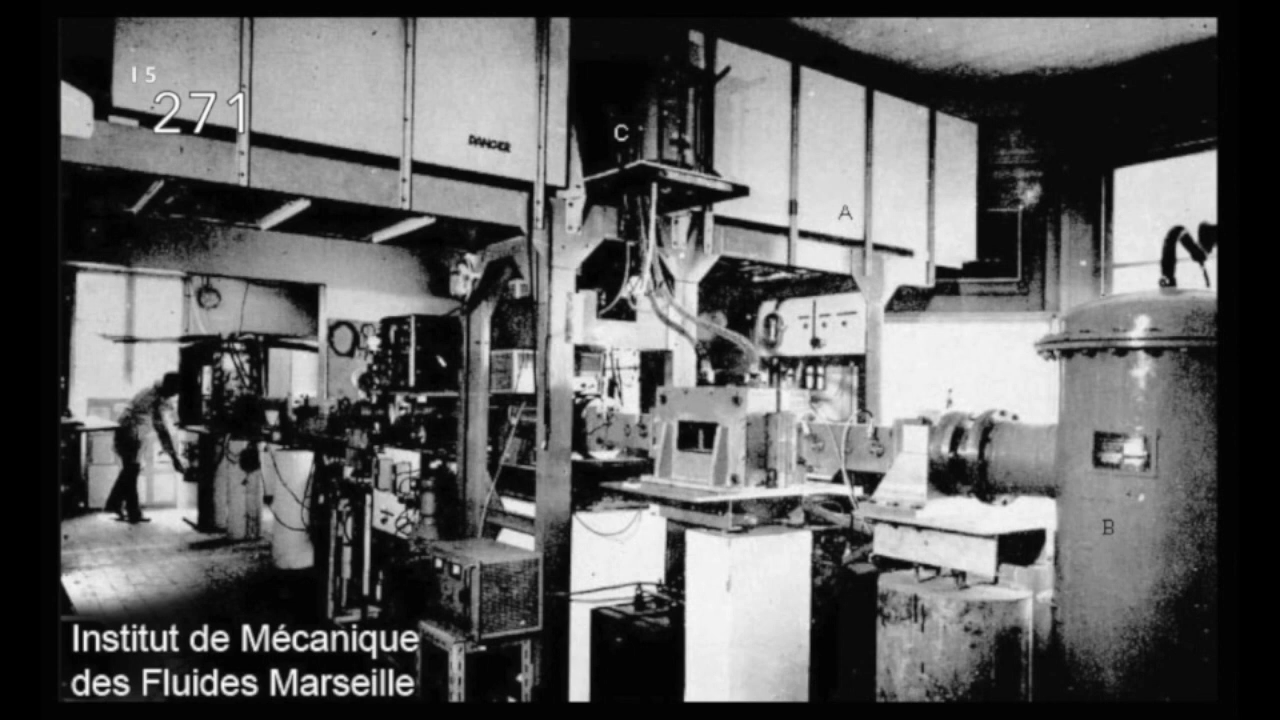 15
271
DANGER
C
A
B
Institut de Mécanique
des Fluides Marseille